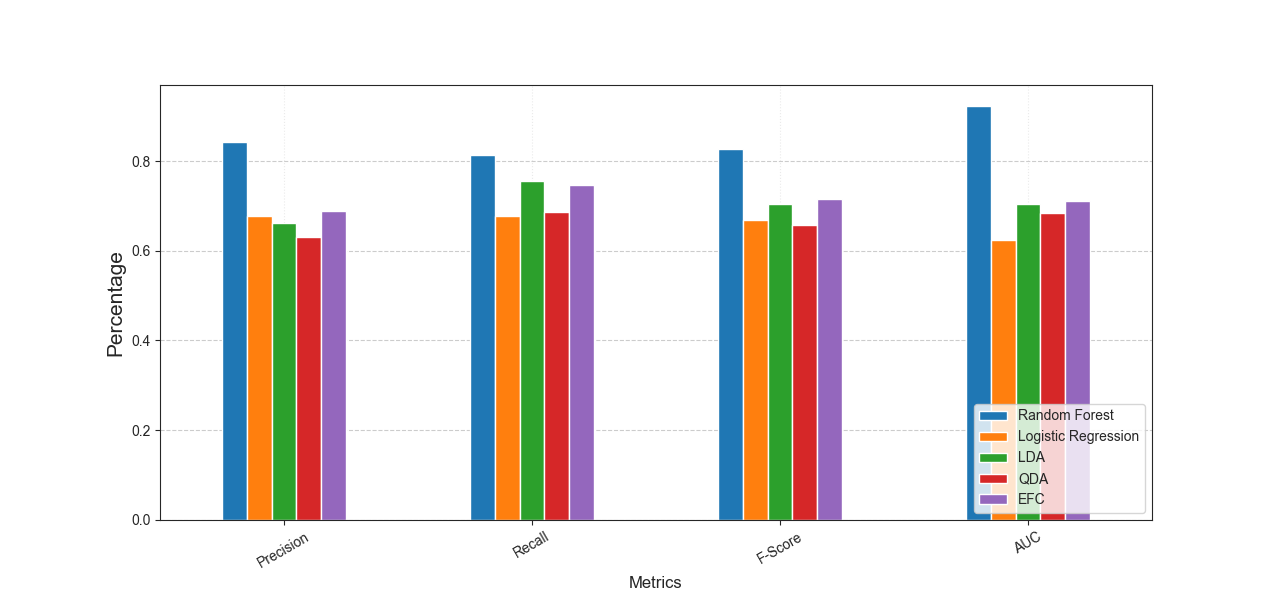 Percentage
0.8
0.6
0.4
0.2
0.0
Random Forest
Logistic Regression
LDA
QDA
EFC
Precision
Recall
F-Score
AUC
Metrics